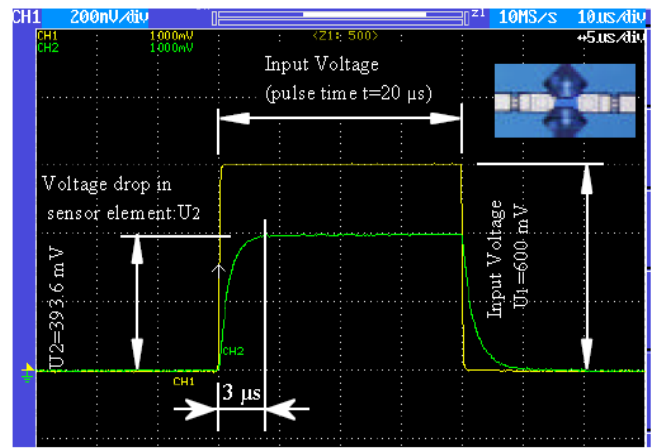 CH1 200mV/div 10MS/s 10us/div
CH1 1000mV <Z1: 500> 5us/div
CH2 1000mV
Input Voltage
(pulse time t=20 μs)
Voltage drop in
sensor element:U2
U2=393.6 mV
Input Voltage
U1=600 mV
CH2
CH1
3 μs